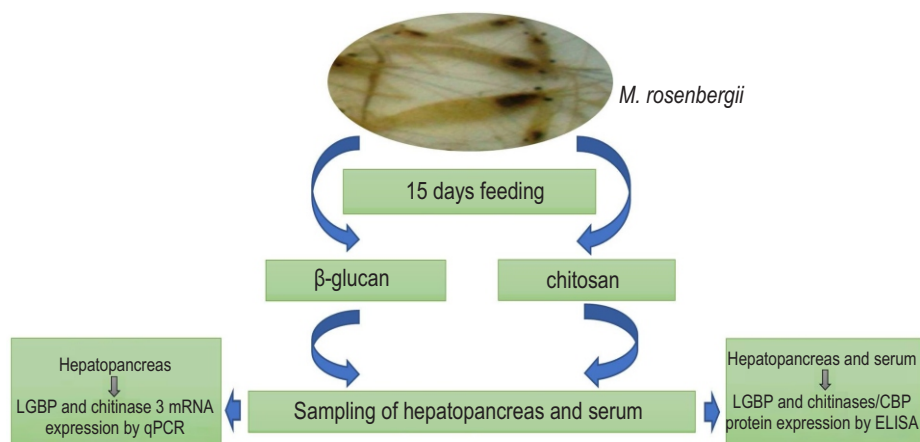 M. rosenbergii
15 days feeding
β-glucan
chitosan
Hepatopancreas
LGBP and chitinase 3 mRNA
expression by qPCR
Sampling of hepatopancreas and serum
Hepatopancreas and serum
LGBP and chitinases/CBP
protein expression by ELISA